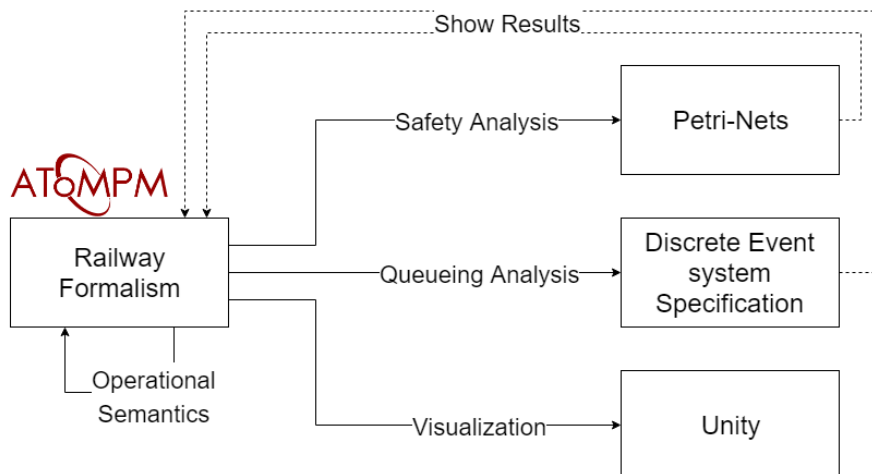 Show Results
Safety Analysis
Petri-Nets
AToMPM
Railway
Formalism
Queueing Analysis
Discrete Event
system
Specification
Operational
Semantics
Visualization
Unity